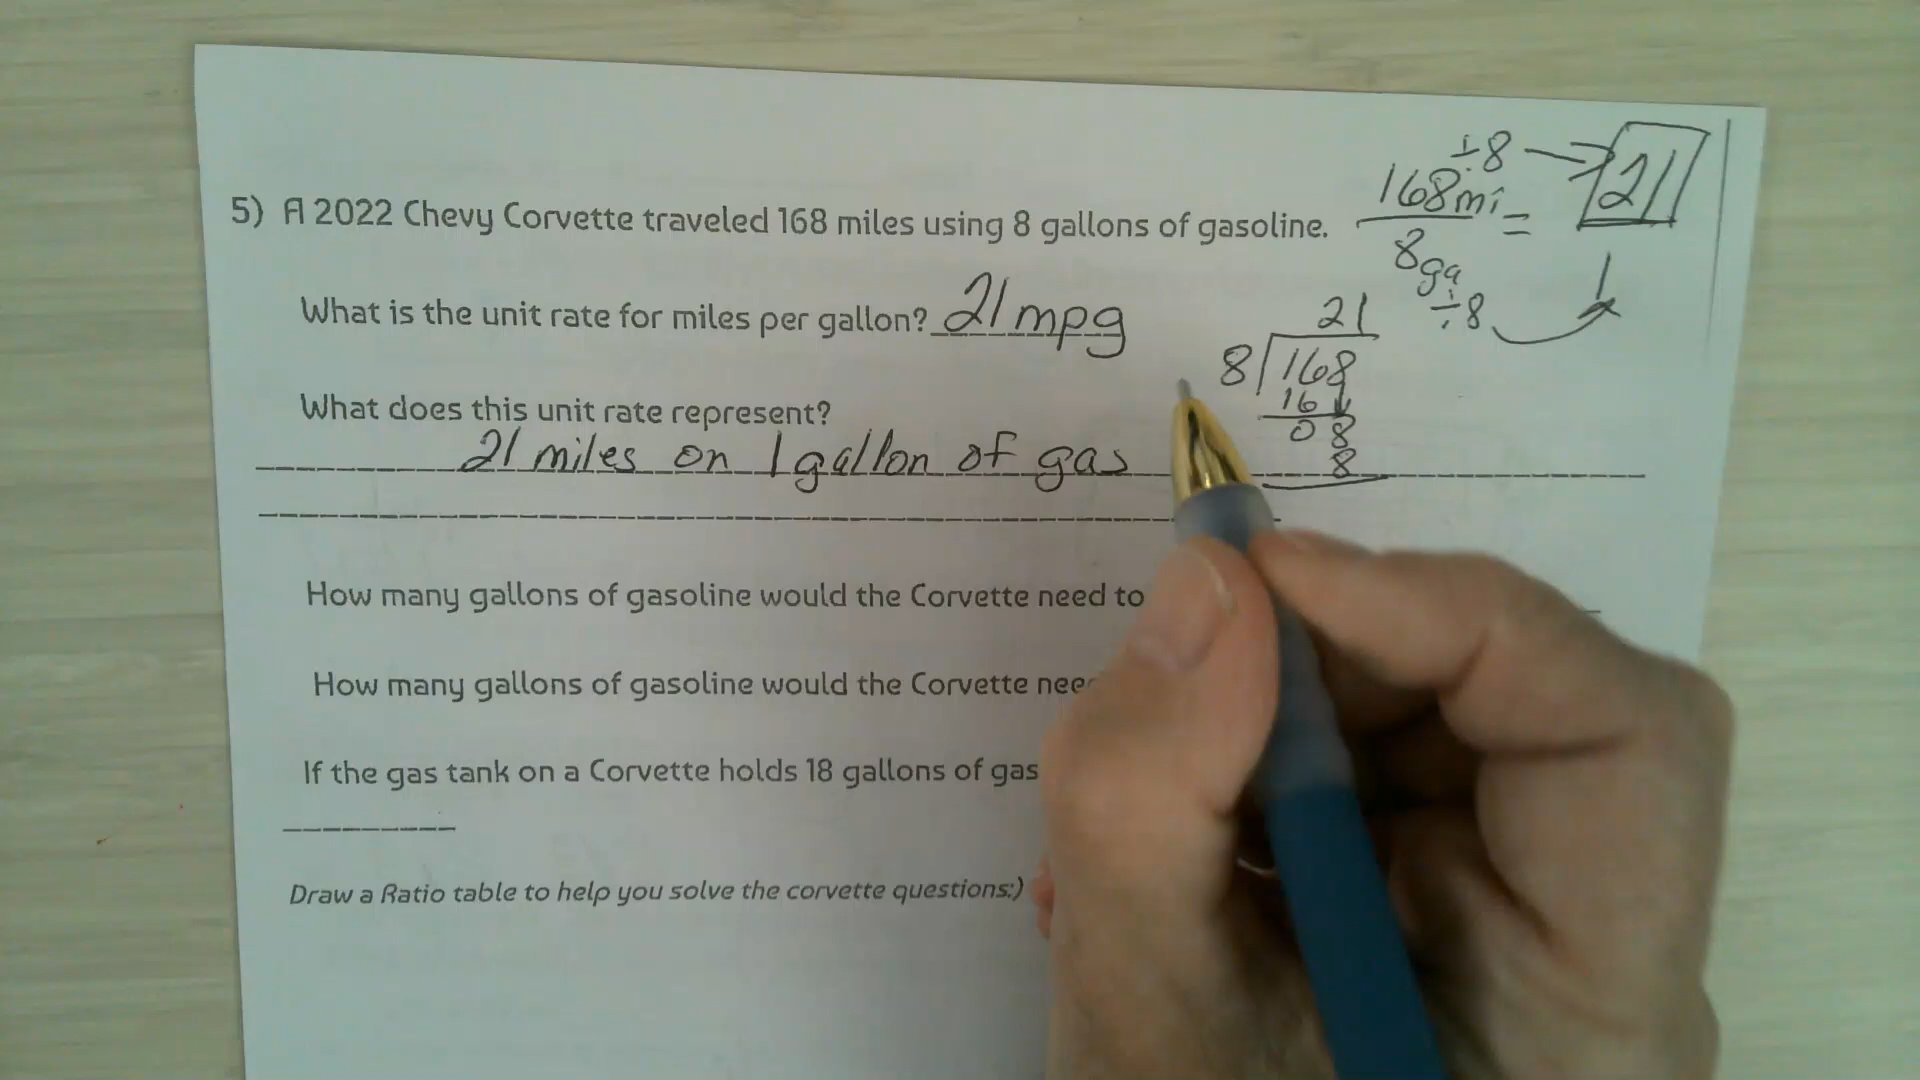 ÷8 → 21
168mi =
5) A 2022 Chevy Corvette traveled 168 miles using 8 gallons of gasoline.
8ga
1
÷8
21
What is the unit rate for miles per gallon? 21 mpg
8 168
16
What does this unit rate represent?
08
21 miles on 1 gallon of gas
8
How many gallons of gasoline would the Corvette need to
How many gallons of gasoline would the Corvette
If the gas tank on a Corvette holds 18 gallons of gas
Draw a Ratio table to help you solve the corvette questions:)